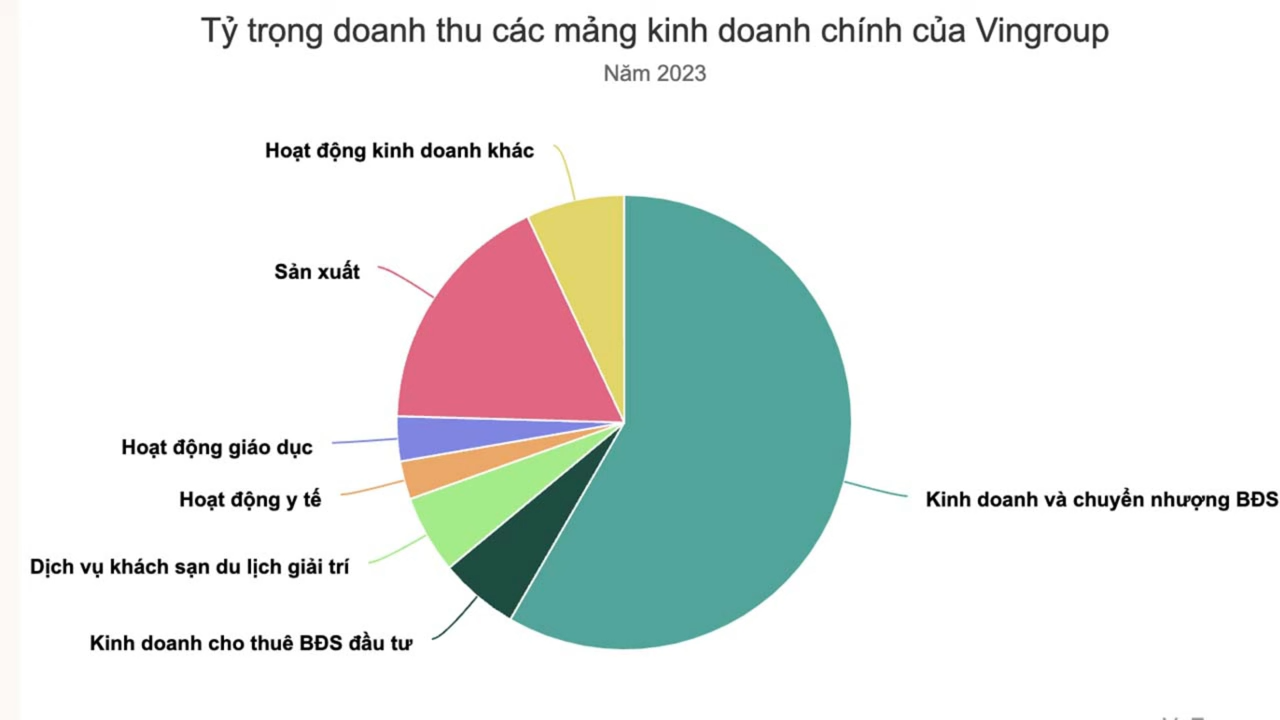 Tỷ trọng doanh thu các mảng kinh doanh chính của Vingroup
Năm 2023
Hoạt động kinh doanh khác
Sản xuất
Hoạt động giáo dục
Hoạt động y tế
Kinh doanh và chuyển nhượng BĐS
Dịch vụ khách sạn du lịch giải trí
Kinh doanh cho thuê BĐS đầu tư